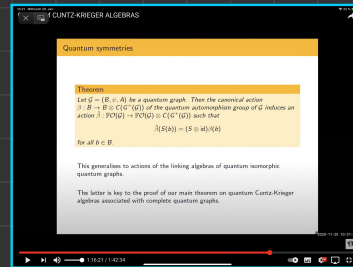 CUNTZ-KRIEGER ALGEBRAS
Quantum symmetries
Theorem
Let G = (B, ψ, A) be a quantum graph. Then the canonical action
β : B → B ⊗ C(G⁺(G)) of the quantum automorphism group of G induces an
action β̂ : 𝔽O(G) → 𝔽O(G) ⊗ C(G⁺(G)) such that
β̂(S(b)) = (S ⊗ id)β(b)
for all b ∈ B.
This generalises to actions of the linking algebras of quantum isomorphic
quantum graphs.
The latter is key to the proof of our main theorem on quantum Cuntz-Krieger
algebras associated with complete quantum graphs.
1:16:21 / 1:42:34